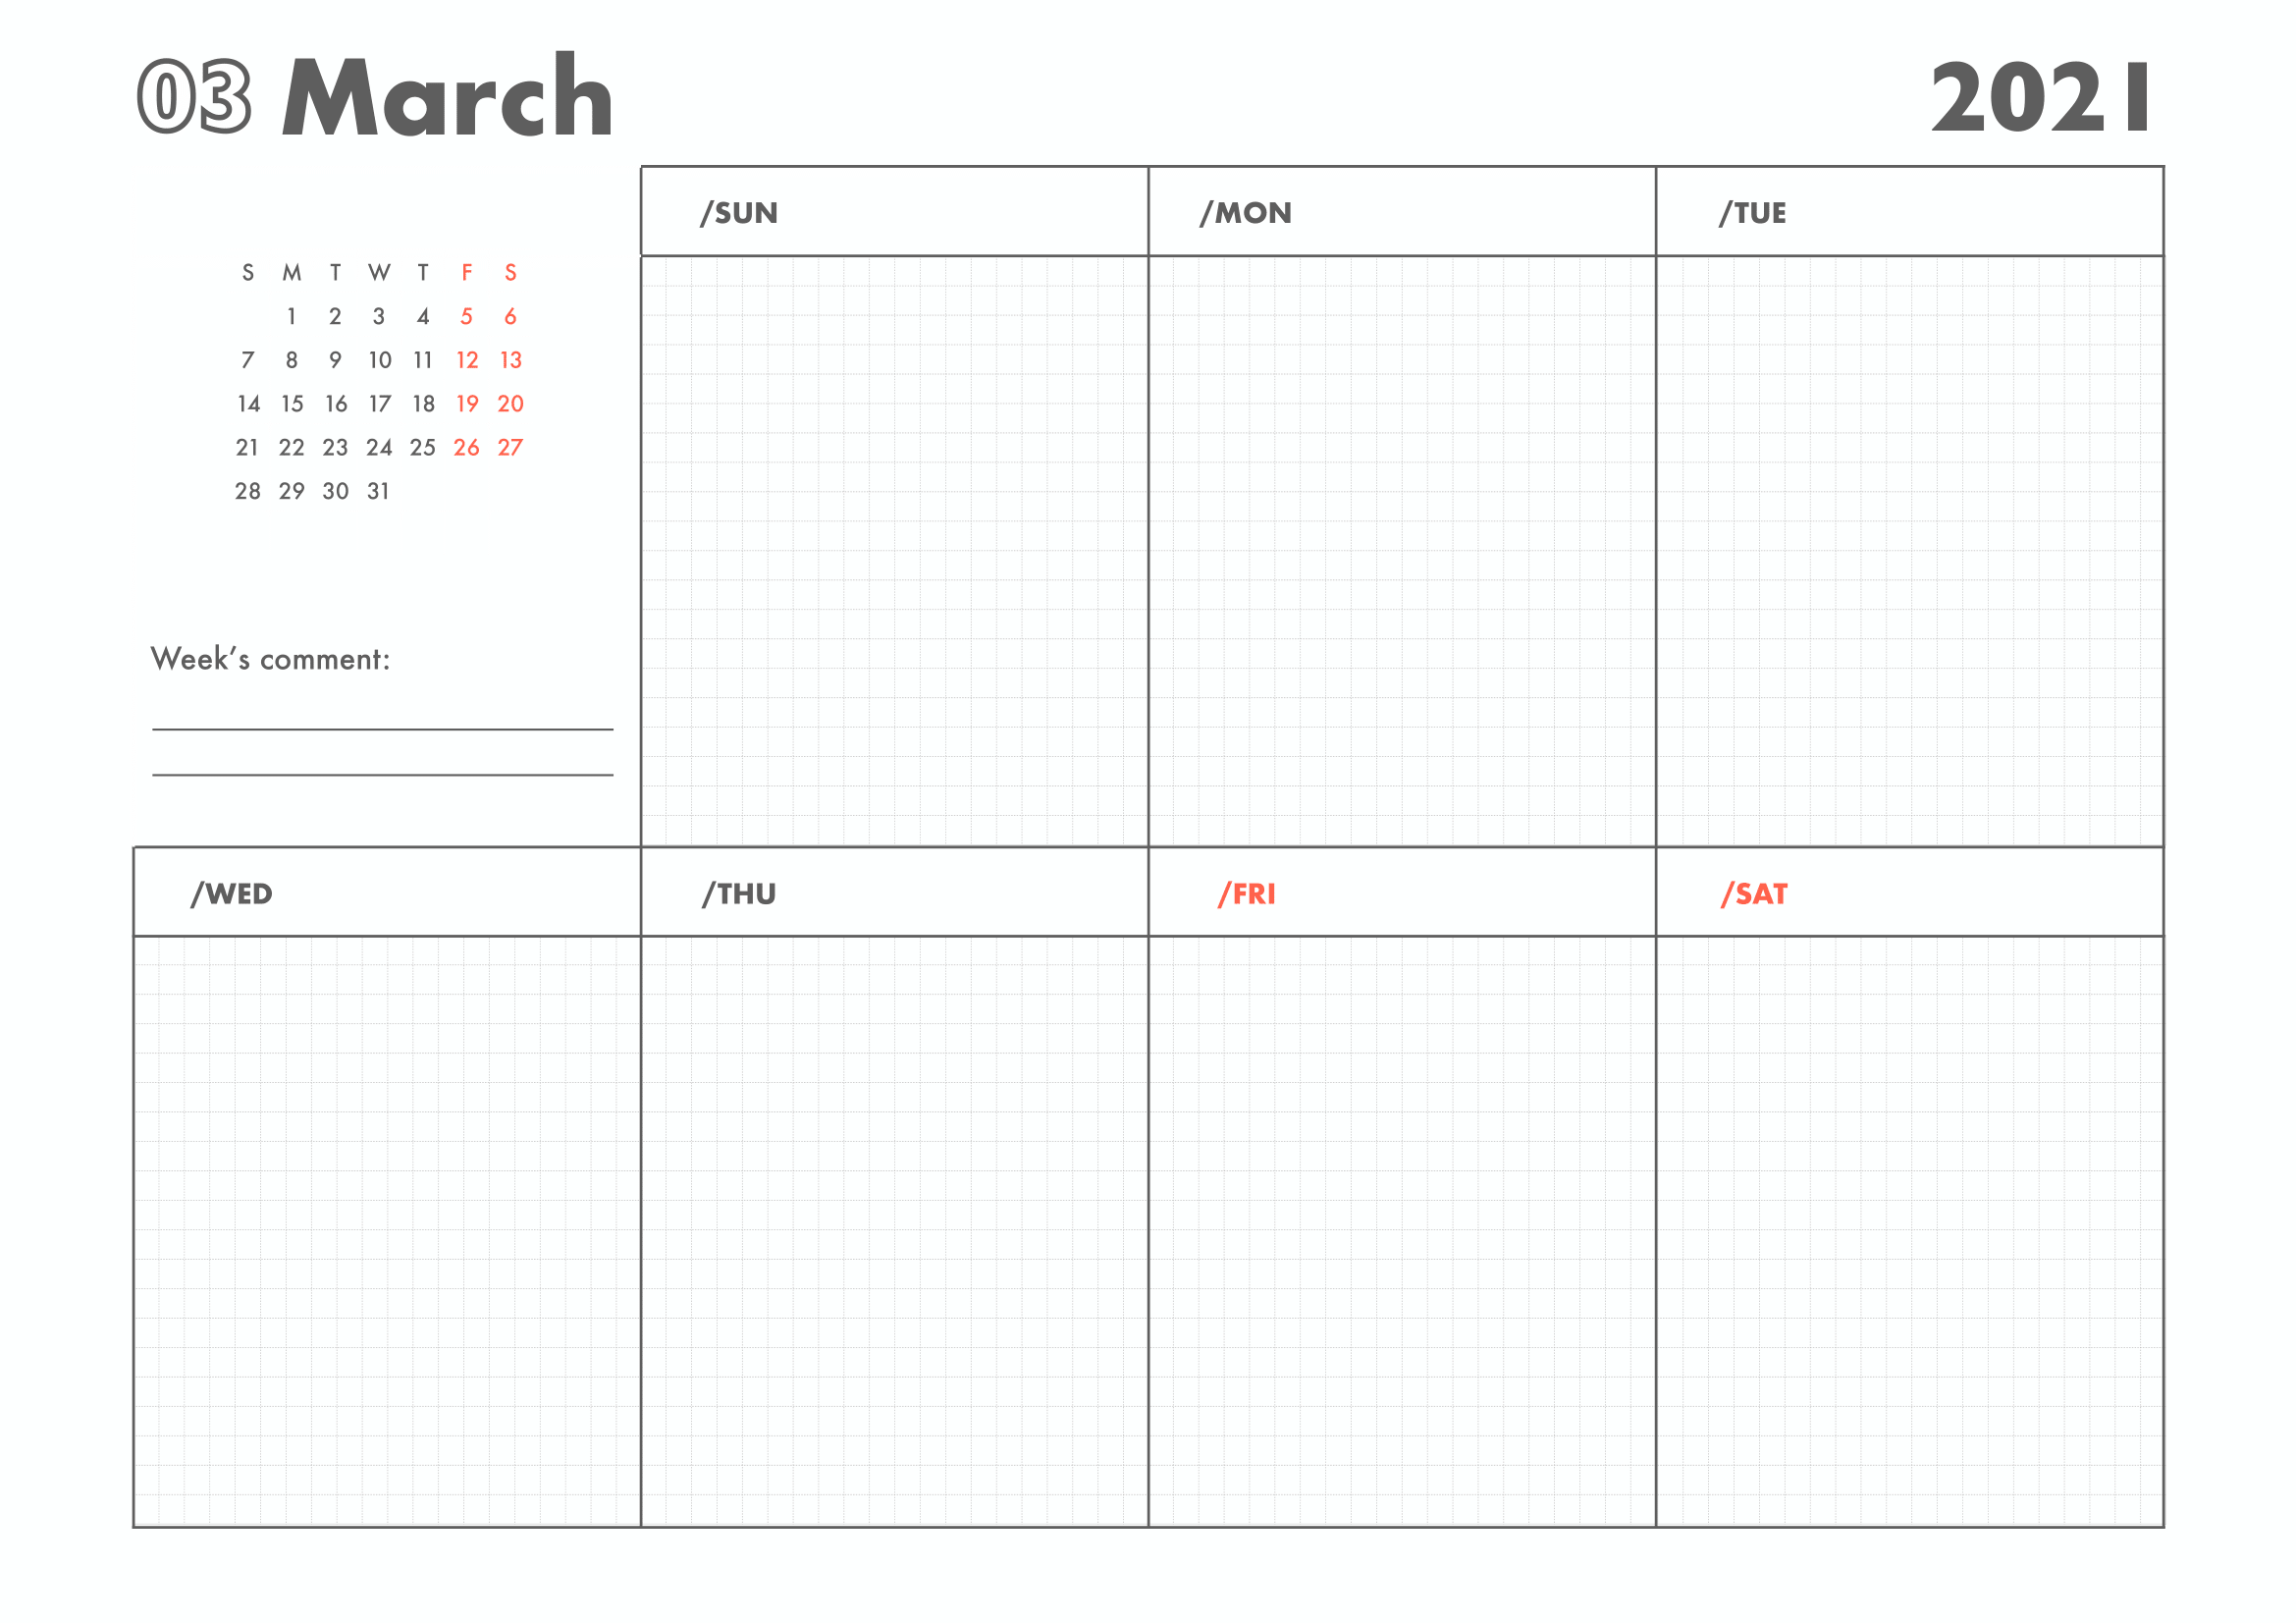 03 March 2021
/SUN /MON /TUE
S M T W T F S
1 2 3 4 5 6
7 8 9 10 11 12 13
14 15 16 17 18 19 20
21 22 23 24 25 26 27
28 29 30 31
Week’s comment:
/WED /THU /FRI /SAT